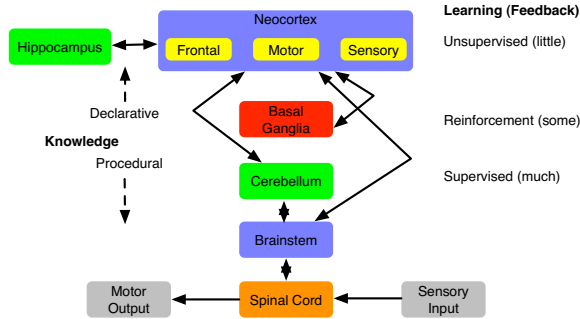 Neocortex
Learning (Feedback)
Hippocampus
Frontal
Motor
Sensory
Unsupervised (little)
Declarative
Basal
Ganglia
Reinforcement (some)
Knowledge
Procedural
Cerebellum
Supervised (much)
Brainstem
Motor
Output
Spinal Cord
Sensory
Input